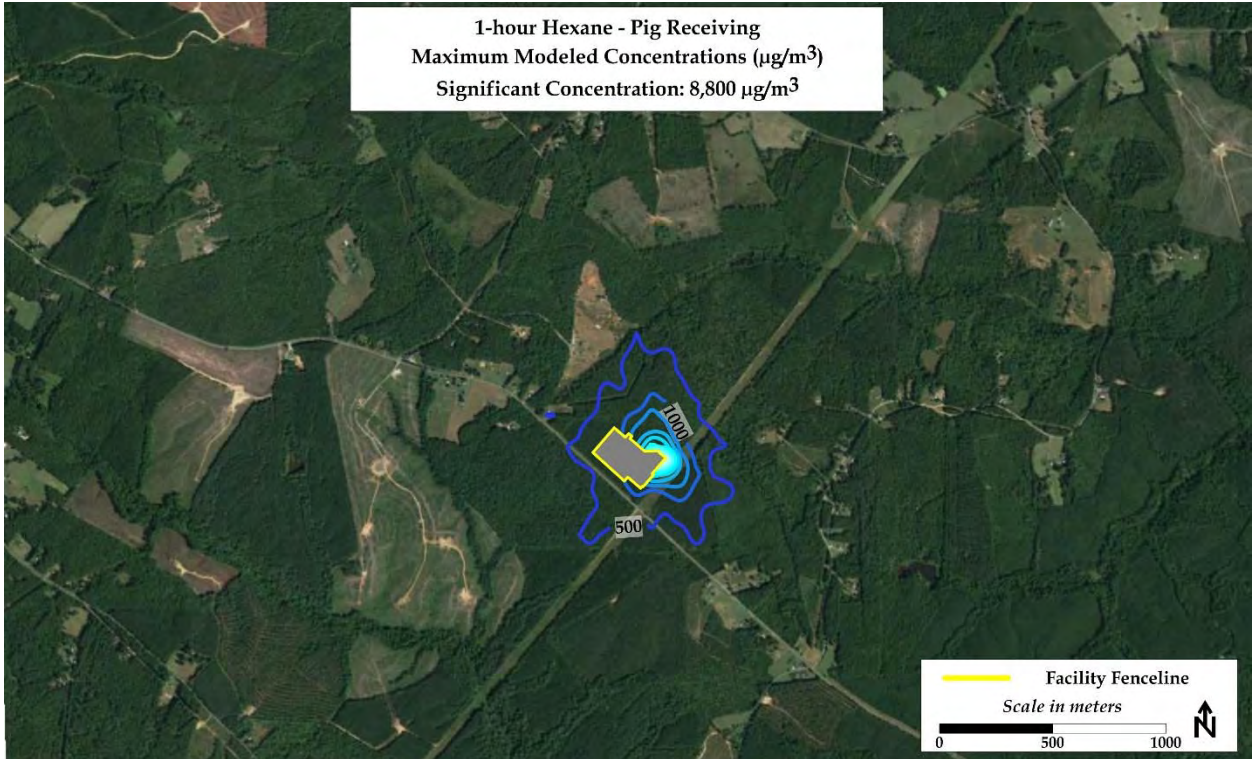 1-hour Hexane - Pig Receiving
Maximum Modeled Concentrations (µg/m³)
Significant Concentration: 8,800 µg/m³
1000
500
Facility Fenceline
Scale in meters
N
0 500 1000